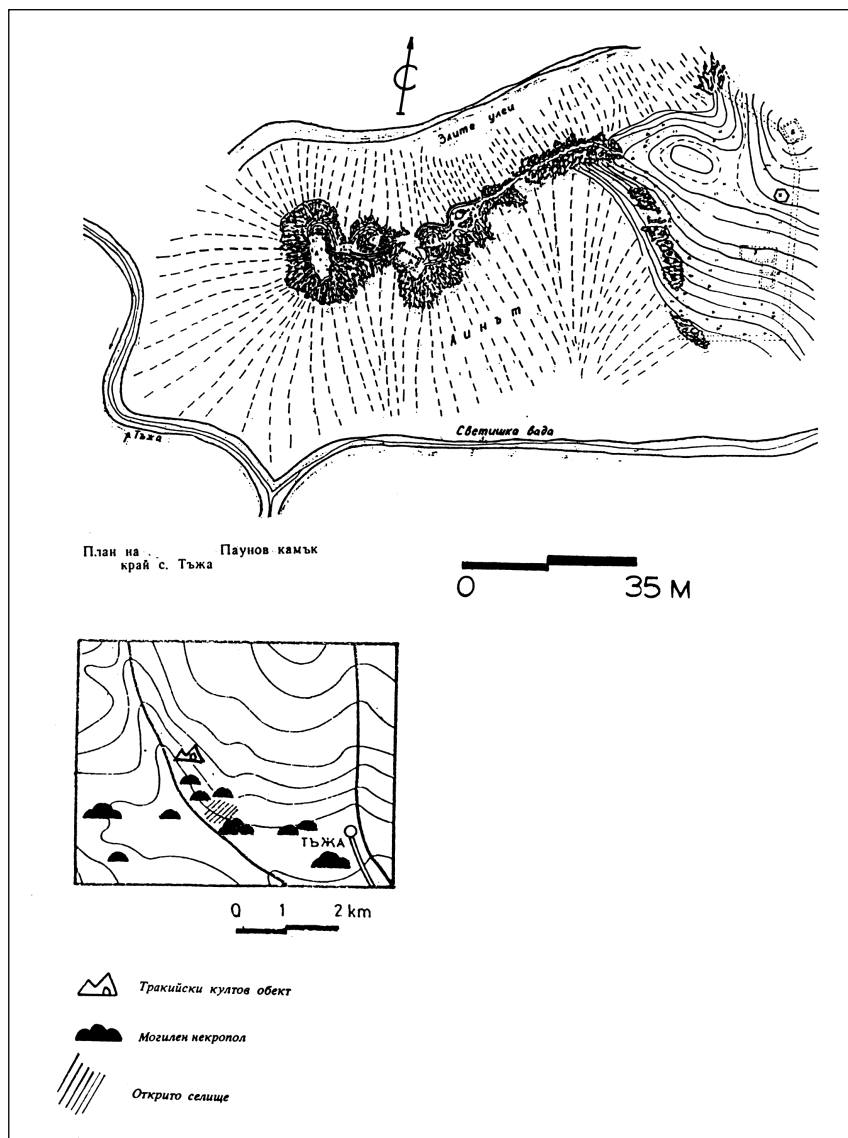 С
Злите улеи
Линът
р. Тъжа
Светишка вада
План на Паунов камък
край с. Тъжа
0 35 М
ТЪЖА
0 1 2 km
Тракийски култов обект
Могилен некропол
Открито селище